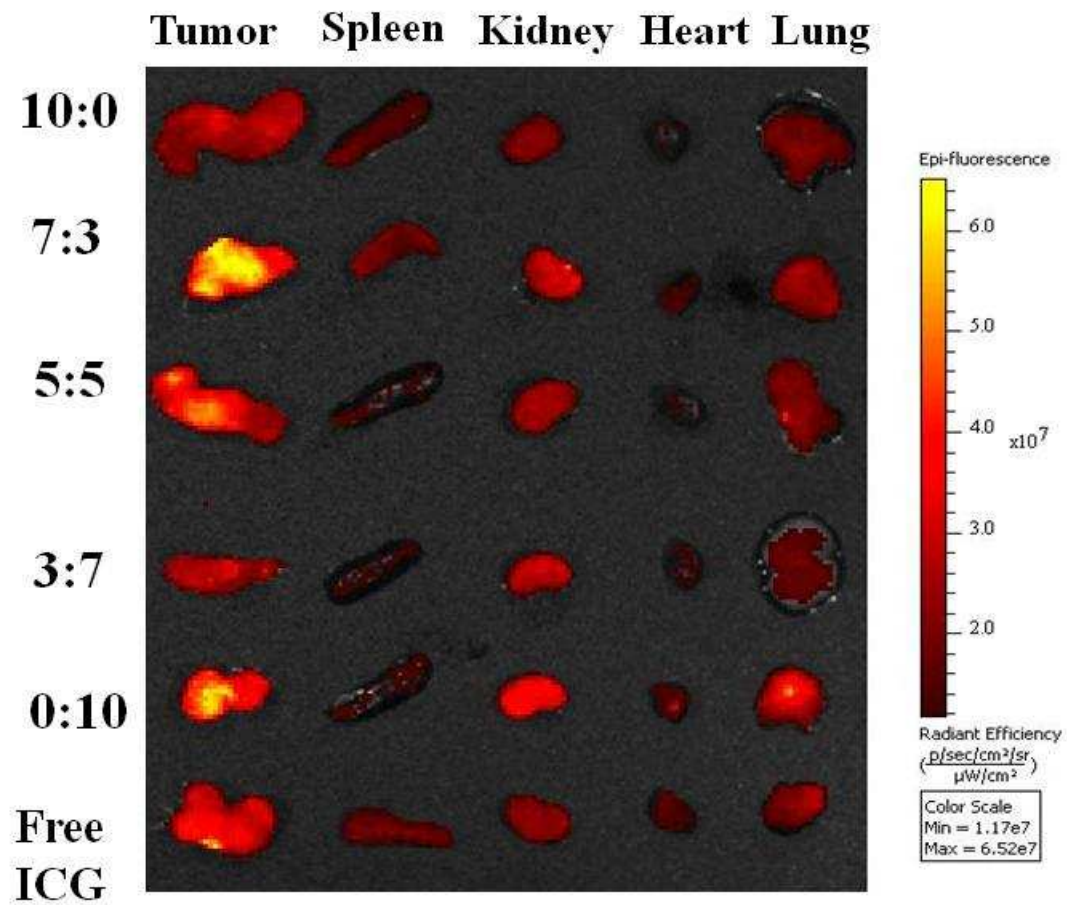 Tumor Spleen Kidney Heart Lung
10:0
7:3
5:5
3:7
0:10
Free
ICG
Epi-fluorescence
6.0
5.0
4.0
x10⁷
3.0
2.0
Radiant Efficiency
(p/sec/cm²/sr
µW/cm²)
Color Scale
Min = 1.17e7
Max = 6.52e7